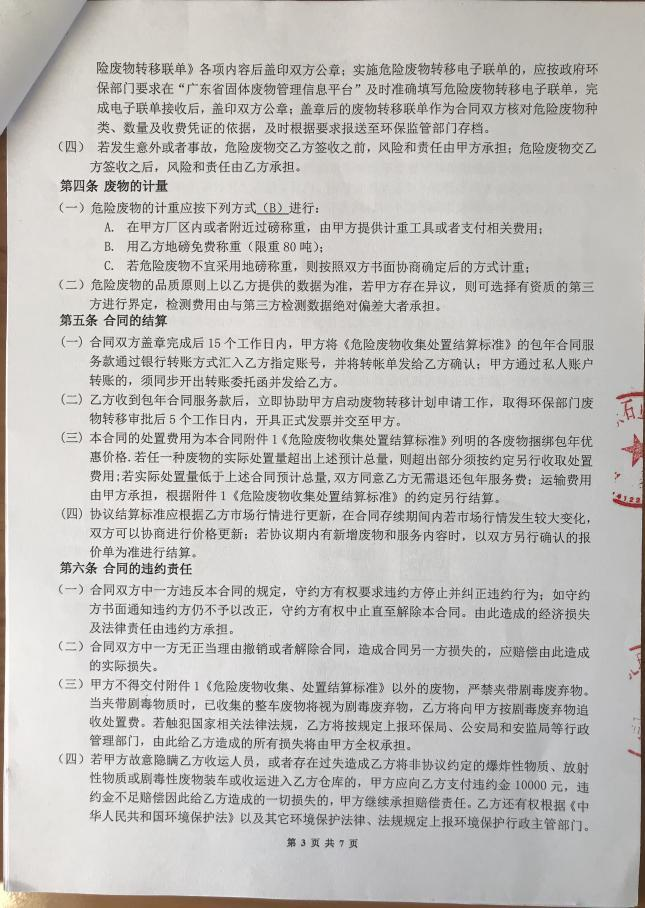 险废物转移联单》各项内容后盖印双方公章；实施危险废物转移电子联单的，应按政府环
保部门要求在“广东省固体废物管理信息平台”及时准确填写危险废物转移电子联单，完
成电子联单接收后，盖印双方公章；盖章后的废物转移联单作为合同双方核对危险废物种
类、数量及收费凭证的依据，及时根据要求报送至环保监管部门存档。
（四） 若发生意外或者事故，危险废物交乙方签收之前，风险和责任由甲方承担；危险废物交乙
方签收之后，风险和责任由乙方承担。
第四条 废物的计量
（一）危险废物的计重应按下列方式（B）进行：
A. 在甲方厂区内或者附近过磅称重，由甲方提供计重工具或者支付相关费用；
B. 用乙方地磅免费称重（限重 80 吨）；
C. 若危险废物不宜采用地磅称重，则按照双方书面协商确定后的方式计重；
（二）危险废物的品质原则上以乙方提供的数据为准，若甲方存在异议，则可选择有资质的第三
方进行界定，检测费用由与第三方检测数据绝对偏差大者承担。
第五条 合同的结算
(一) 合同双方盖章完成后 15 个工作日内，甲方将《危险废物收集处置结算标准》的包年合同服
务款通过银行转账方式汇入乙方指定账号，并将转帐单发给乙方确认；甲方通过私人账户
转账的，须同步开出转账委托函并发给乙方。
(二) 乙方收到包年合同服务款后，立即协助甲方启动废物转移计划申请工作，取得环保部门废
物转移审批后 5 个工作日内，开具正式发票并交至甲方。
(三) 本合同的处置费用为本合同附件 1《危险废物收集处置结算标准》列明的各废物捆绑包年优
惠价格.若任一种废物的实际处置量超出上述预计总量，则超出部分须按约定另行收取处置
费用;若实际处置量低于上述合同预计总量,双方同意乙方无需退还包年服务费；运输费用
由甲方承担，根据附件 1《危险废物收集处置结算标准》的约定另行结算。
(四) 协议结算标准应根据乙方市场行情进行更新，在合同存续期间内若市场行情发生较大变化，
双方可以协商进行价格更新；若协议期内有新增废物和服务内容时，以双方另行确认的报
价单为准进行结算。
第六条 合同的违约责任
（一）合同双方中一方违反本合同的规定，守约方有权要求违约方停止并纠正违约行为；如守约
方书面通知违约方仍不予以改正，守约方有权中止直至解除本合同。由此造成的经济损失
及法律责任由违约方承担。
（二）合同双方中一方无正当理由撤销或者解除合同，造成合同另一方损失的，应赔偿由此造成
的实际损失。
（三）甲方不得交付附件 1《危险废物收集、处置结算标准》以外的废物，严禁夹带剧毒废弃物。
当夹带剧毒物质时，已收集的整车废物将视为剧毒废弃物，乙方将向甲方按剧毒废弃物追
收处置费。若触犯国家相关法律法规，乙方将按规定上报环保局、公安局和安监局等行政
管理部门，由此给乙方造成的所有损失将由甲方全权承担。
（四）若甲方故意隐瞒乙方收运人员，或者存在过失造成乙方将非协议约定的爆炸性物质、放射
性物质或剧毒性废物装车或收运进入乙方仓库的，甲方应向乙方支付违约金 10000 元，违
约金不足赔偿因此给乙方造成的一切损失的，甲方继续承担赔偿责任。乙方还有权根据《中
华人民共和国环境保护法》以及其它环境保护法律、法规规定上报环境保护行政主管部门。
第 3 页 共 7 页